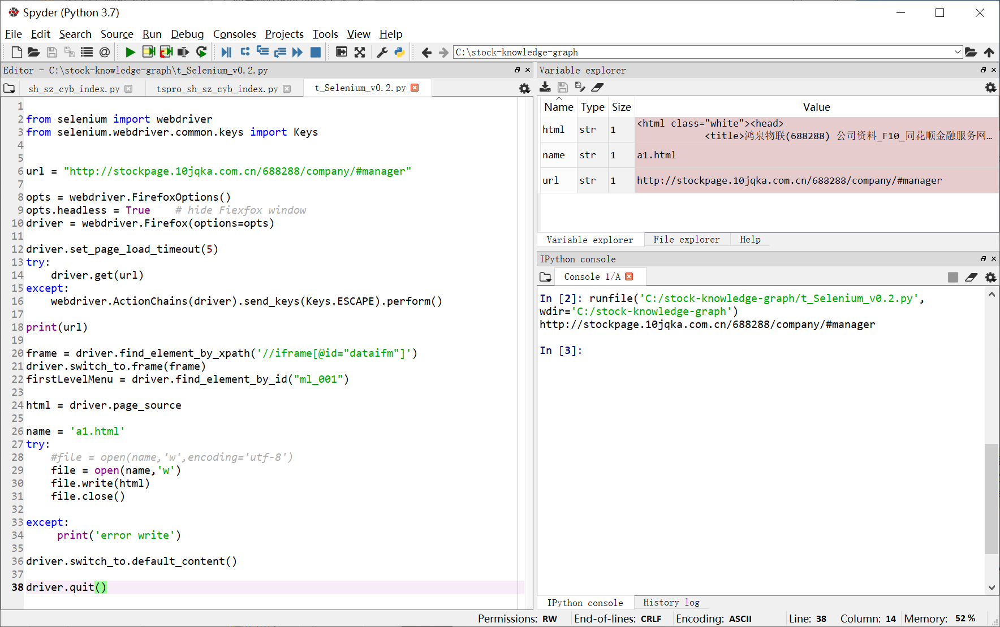 Spyder (Python 3.7)
File Edit Search Source Run Debug Consoles Projects Tools View Help
C:\stock-knowledge-graph
Editor - C:\stock-knowledge-graph\t_Selenium_v0.2.py
sh_sz_cyb_index.py tspro_sh_sz_cyb_index.py t_Selenium_v0.2.py
1
2 from selenium import webdriver
3 from selenium.webdriver.common.keys import Keys
4
5
6 url = "http://stockpage.10jqka.com.cn/688288/company/#manager"
7
8 opts = webdriver.FirefoxOptions()
9 opts.headless = True    # hide Fiexfox window
10 driver = webdriver.Firefox(options=opts)
11
12 driver.set_page_load_timeout(5)
13 try:
14     driver.get(url)
15 except:
16     webdriver.ActionChains(driver).send_keys(Keys.ESCAPE).perform()
17
18 print(url)
19
20 frame = driver.find_element_by_xpath('//iframe[@id="dataifm"]')
21 driver.switch_to.frame(frame)
22 firstLevelMenu = driver.find_element_by_id("ml_001")
23
24 html = driver.page_source
25
26 name = 'a1.html'
27 try:
28     #file = open(name,'w',encoding='utf-8')
29     file = open(name,'w')
30     file.write(html)
31     file.close()
32
33 except:
34      print('error write')
35
36 driver.switch_to.default_content()
37
38 driver.quit()
Variable explorer
Name Type Size Value
html str 1 <html class="white"><head>
<title>鸿泉物联(688288) 公司资料_F10_同花顺金融服务网…
name str 1 a1.html
url str 1 http://stockpage.10jqka.com.cn/688288/company/#manager
Variable explorer File explorer Help
IPython console
Console 1/A
In [2]: runfile('C:/stock-knowledge-graph/t_Selenium_v0.2.py',
wdir='C:/stock-knowledge-graph')
http://stockpage.10jqka.com.cn/688288/company/#manager
In [3]:
IPython console History log
Permissions: RW End-of-lines: CRLF Encoding: ASCII Line: 38 Column: 14 Memory: 52 %